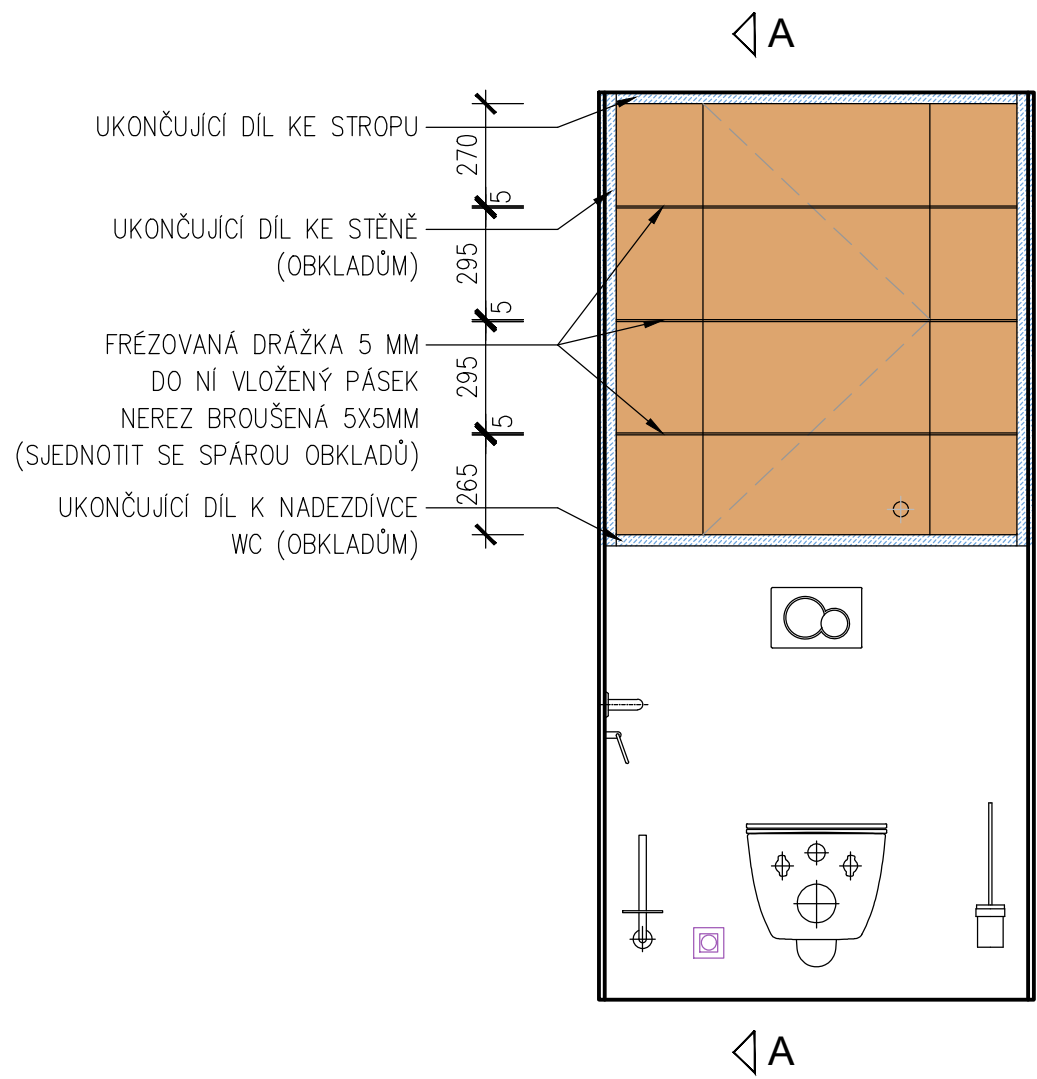 A
UKONČUJÍCÍ DÍL KE STROPU
270
5
UKONČUJÍCÍ DÍL KE STĚNĚ
(OBKLADŮM)
295
5
FRÉZOVANÁ DRÁŽKA 5 MM
DO NÍ VLOŽENÝ PÁSEK
NEREZ BROUŠENÁ 5X5MM
(SJEDNOTIT SE SPÁROU OBKLADŮ)
295
5
265
UKONČUJÍCÍ DÍL K NADEZDÍVCE
WC (OBKLADŮM)
A